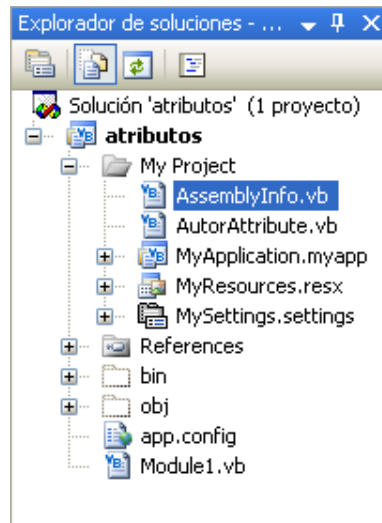 Explorador de soluciones - ...
Solución 'atributos' (1 proyecto)
atributos
My Project
AssemblyInfo.vb
AutorAttribute.vb
MyApplication.myapp
MyResources.resx
MySettings.settings
References
bin
obj
app.config
Module1.vb